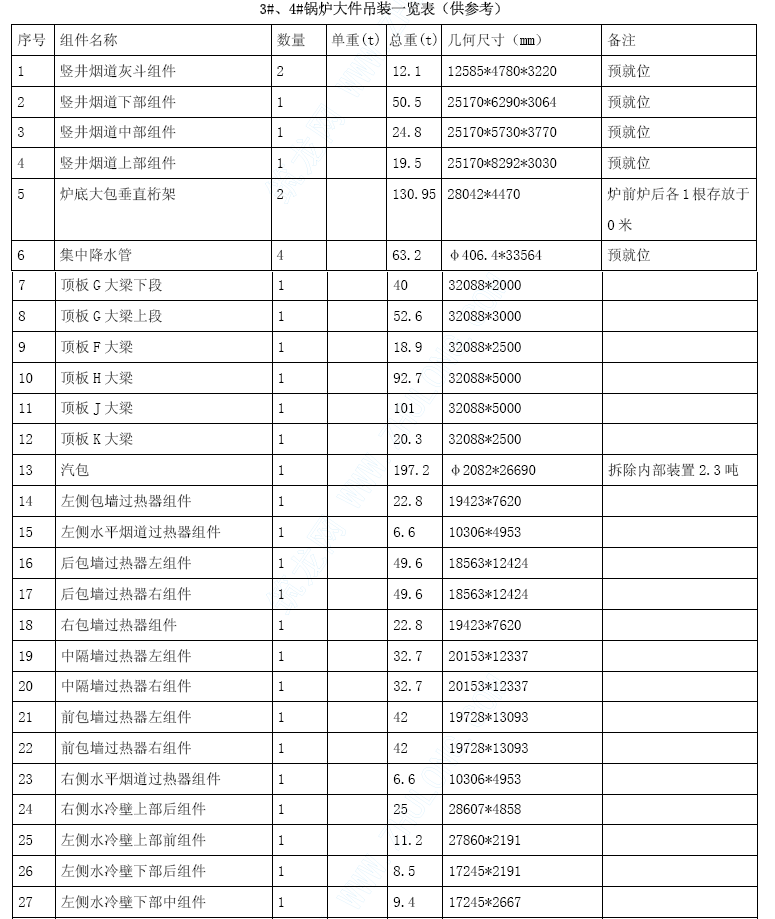 3#、4#锅炉大件吊装一览表（供参考）
序号 组件名称 数量 单重(t) 总重(t) 几何尺寸（mm） 备注
1 竖井烟道灰斗组件 2 12.1 12585*4780*3220 预就位
2 竖井烟道下部组件 1 50.5 25170*6290*3064 预就位
3 竖井烟道中部组件 1 24.8 25170*5730*3770 预就位
4 竖井烟道上部组件 1 19.5 25170*8292*3030 预就位
5 炉底大包垂直桁架 2 130.95 28042*4470 炉前炉后各1根存放于
0米
6 集中降水管 4 63.2 φ406.4*33564 预就位
7 顶板G大梁下段 1 40 32088*2000
8 顶板G大梁上段 1 52.6 32088*3000
9 顶板F大梁 1 18.9 32088*2500
10 顶板H大梁 1 92.7 32088*5000
11 顶板J大梁 1 101 32088*5000
12 顶板K大梁 1 20.3 32088*2500
13 汽包 1 197.2 φ2082*26690 拆除内部装置2.3吨
14 左侧包墙过热器组件 1 22.8 19423*7620
15 左侧水平烟道过热器组件 1 6.6 10306*4953
16 后包墙过热器左组件 1 49.6 18563*12424
17 后包墙过热器右组件 1 49.6 18563*12424
18 右包墙过热器组件 1 22.8 19423*7620
19 中隔墙过热器左组件 1 32.7 20153*12337
20 中隔墙过热器右组件 1 32.7 20153*12337
21 前包墙过热器左组件 1 42 19728*13093
22 前包墙过热器右组件 1 42 19728*13093
23 右侧水平烟道过热器组件 1 6.6 10306*4953
24 右侧水冷壁上部后组件 1 25 28607*4858
25 左侧水冷壁上部前组件 1 11.2 27860*2191
26 左侧水冷壁下部后组件 1 8.5 17245*2191
27 左侧水冷壁下部中组件 1 9.4 17245*2667